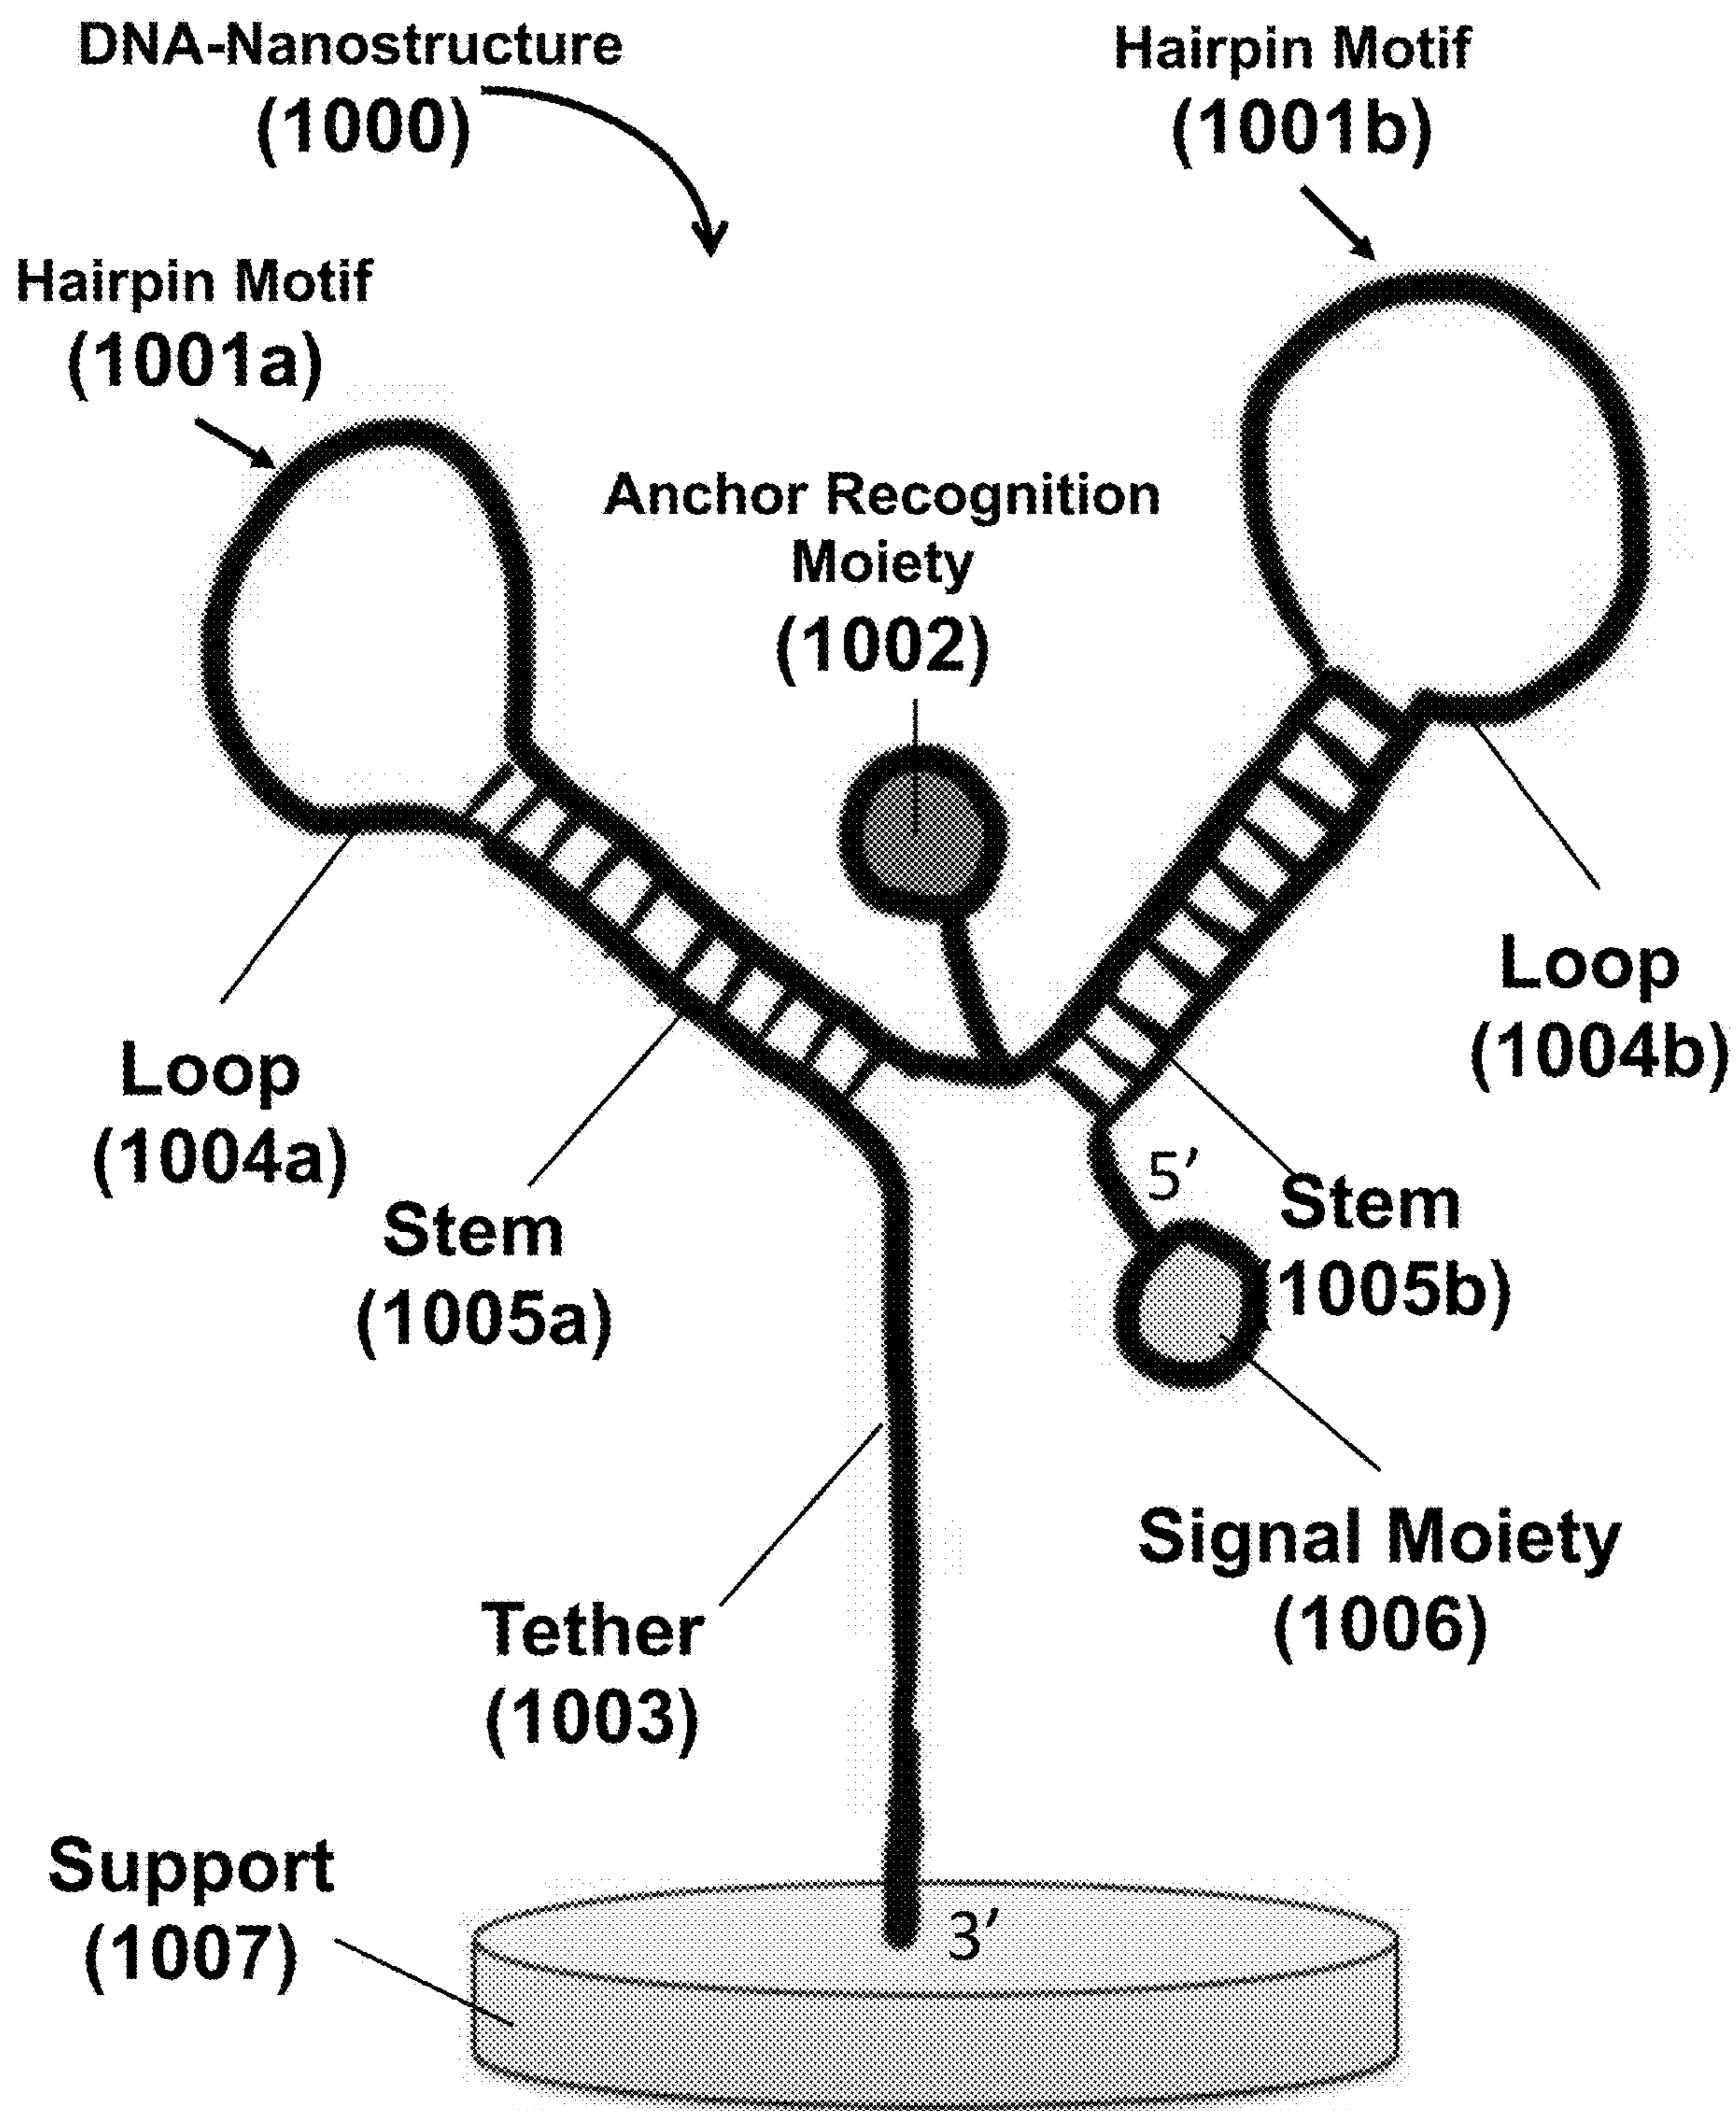 DNA-Nanostructure
(1000)
Hairpin Motif
(1001b)
Hairpin Motif
(1001a)
Anchor Recognition
Moiety
(1002)
Loop
(1004b)
Loop
(1004a)
5’
Stem
(1005b)
Stem
(1005a)
Signal Moiety
(1006)
Tether
(1003)
Support
(1007)
3’